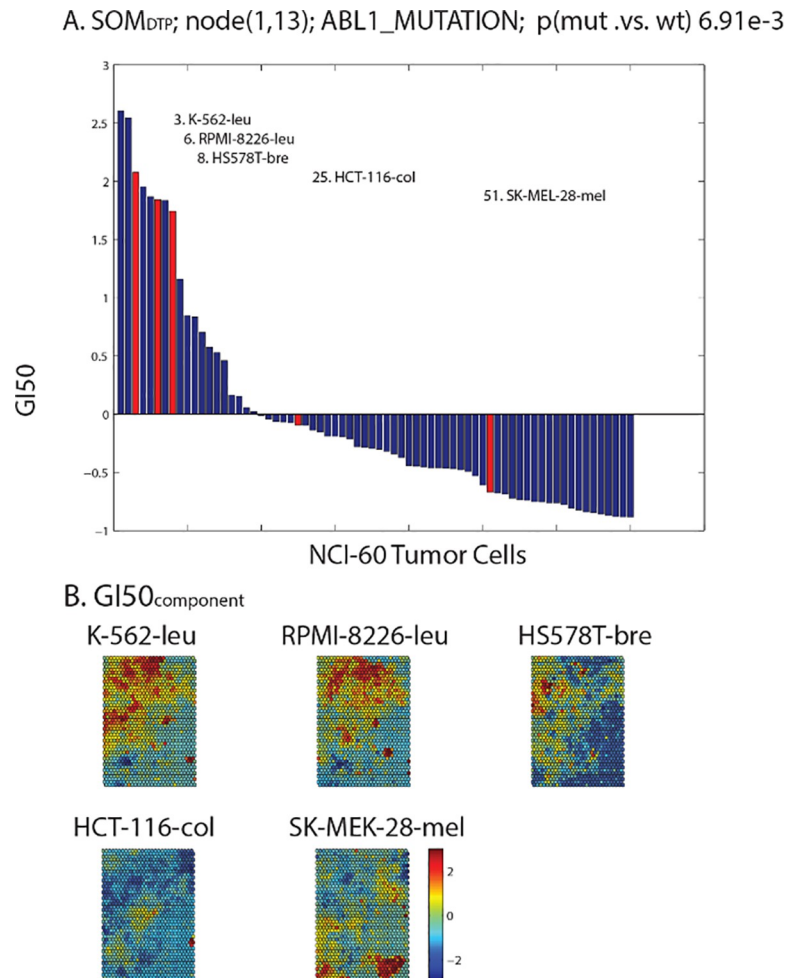 A. SOMDTP; node(1,13); ABL1_MUTATION; p(mut .vs. wt) 6.91e-3
3
2.5
2
1.5
1
0.5
0
−0.5
−1
GI50
3. K-562-leu
6. RPMI-8226-leu
8. HS578T-bre
25. HCT-116-col
51. SK-MEL-28-mel
NCI-60 Tumor Cells
B. GI50component
K-562-leu
RPMI-8226-leu
HS578T-bre
HCT-116-col
SK-MEK-28-mel
2
0
−2